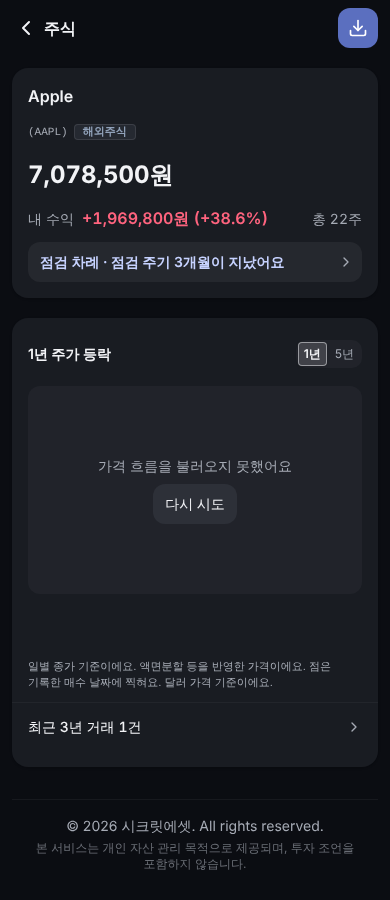 주식
Apple
(AAPL) 해외주식
7,078,500원
내 수익 +1,969,800원 (+38.6%) 총 22주
점검 차례 · 점검 주기 3개월이 지났어요
1년 주가 등락 1년 5년
가격 흐름을 불러오지 못했어요
다시 시도
일별 종가 기준이에요. 액면분할 등을 반영한 가격이에요. 점은
기록한 매수 날짜에 찍혀요. 달러 가격 기준이에요.
최근 3년 거래 1건
© 2026 시크릿에셋. All rights reserved.
본 서비스는 개인 자산 관리 목적으로 제공되며, 투자 조언을
포함하지 않습니다.